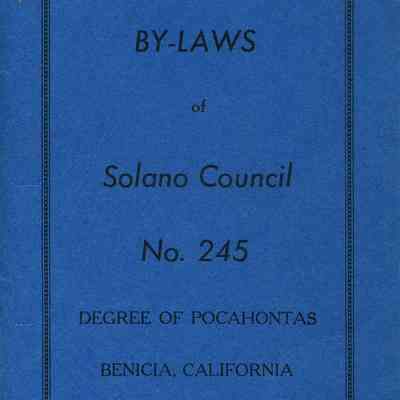 BY-LAWS
of
Solano Council
No. 245
DEGREE OF POCAHONTAS
BENICIA, CALIFORNIA